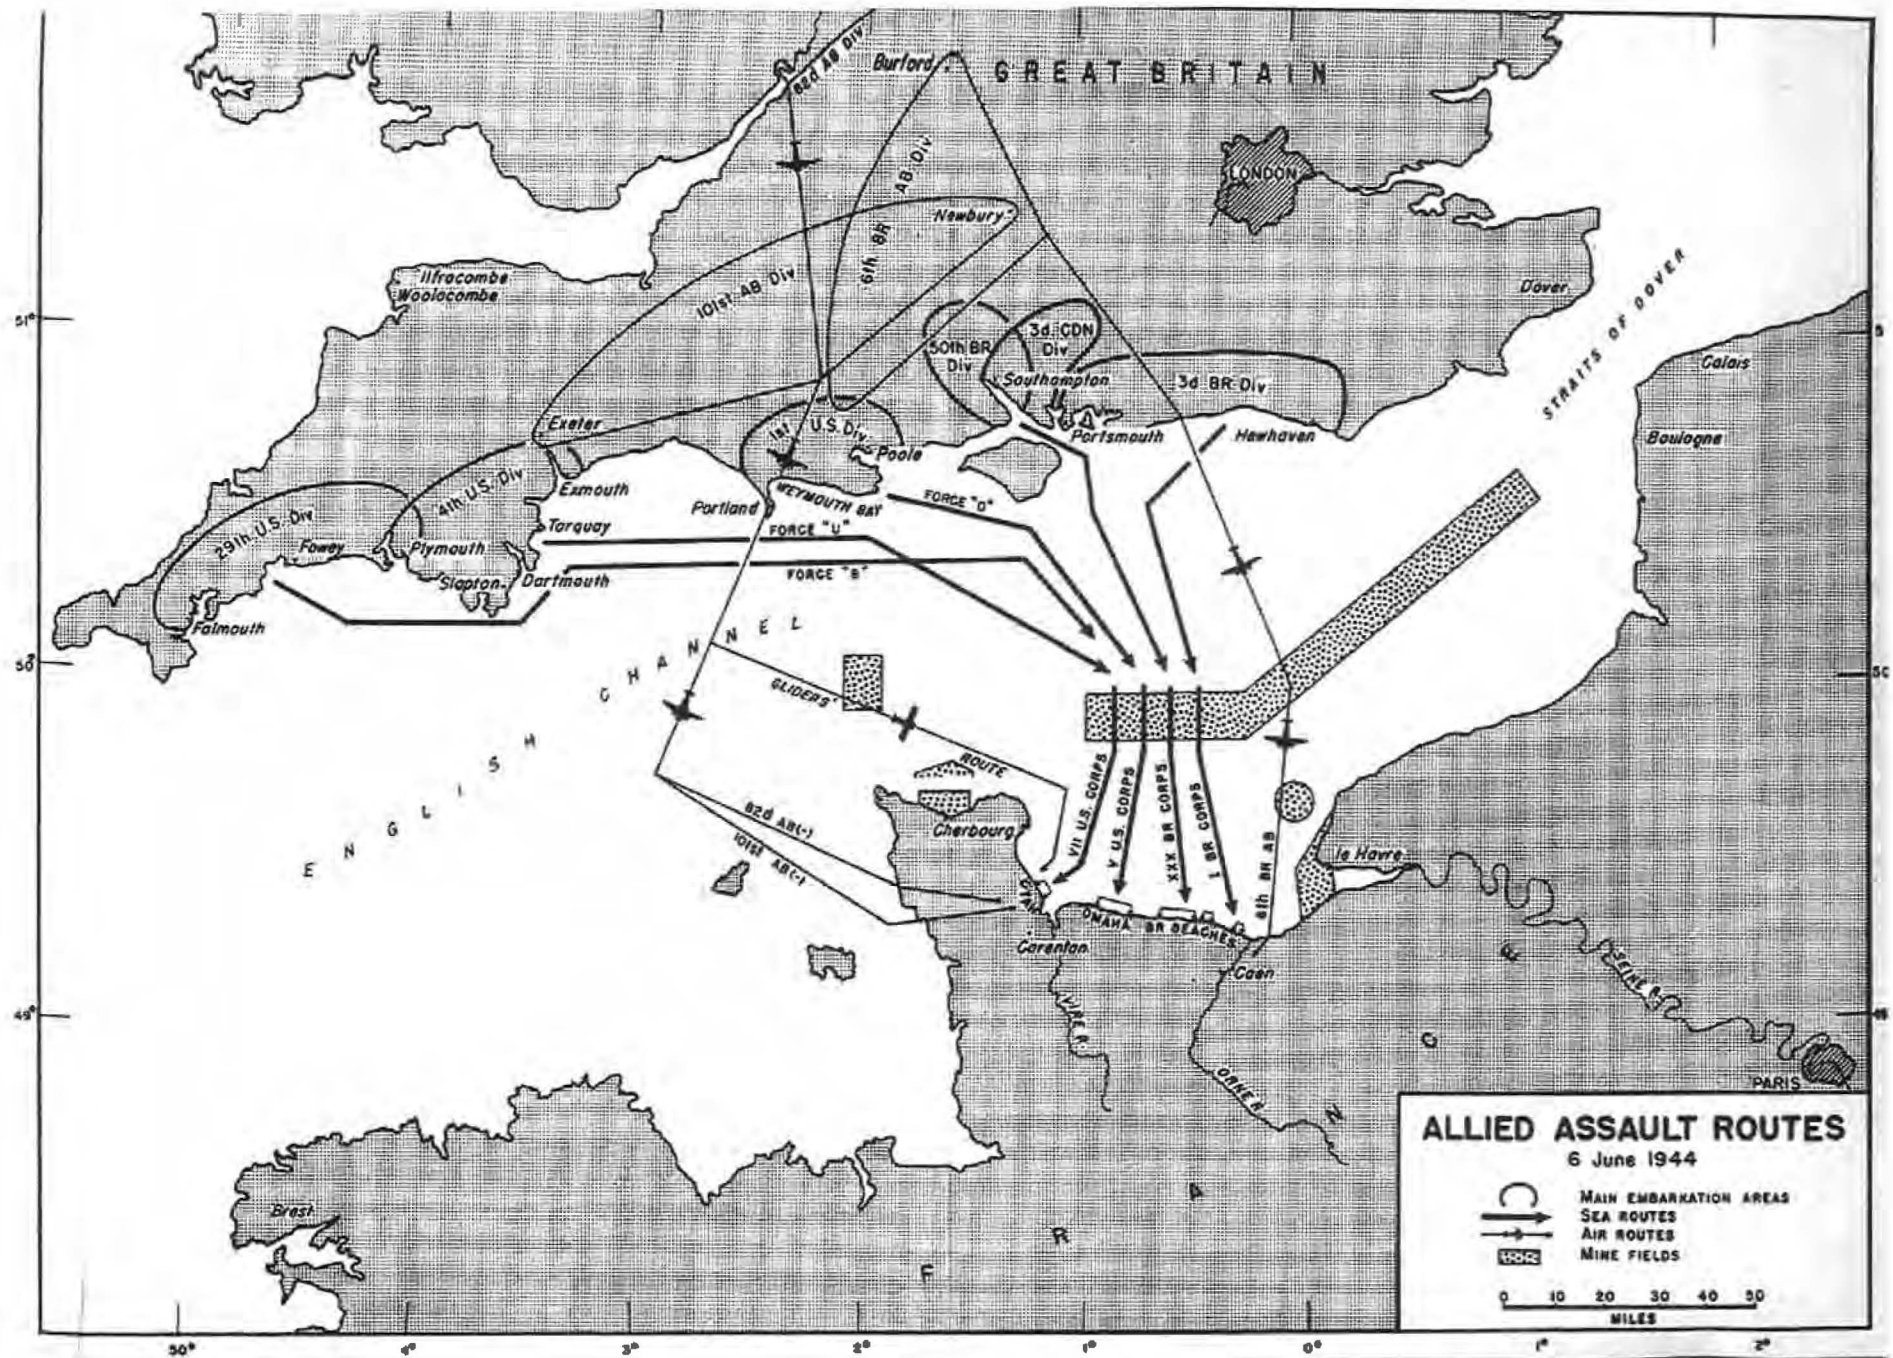 82d AB Div
Burford
GREAT BRITAIN
LONDON
6th BR AB Div
Newbury
101st AB Div
Ilfracombe
Woolacombe
Dover
STRAITS OF DOVER
51°
5
3d CDN
Div
50th BR
Div
Southampton
3d BR Div
Calais
Exeter
1st U.S. Div
Poole
Portsmouth
Newhaven
Boulogne
4th U.S. Div
Exmouth
Portland
WEYMOUTH BAY
FORCE "O"
29th U.S. Div
Torquay
FORCE "U"
Fowey
Plymouth
Slapton
Dartmouth
FORCE "B"
Falmouth
50°
50
ENGLISH CHANNEL
GLIDERS'
ROUTE
VII U.S. CORPS
V U.S. CORPS
XXX BR CORPS
I BR CORPS
6th BR AB
Cherbourg
82d AB(-)
101st AB(-)
le Havre
UTAH
OMAHA
BR BEACHES
Carentan
Caen
SEINE R.
49°
VIRE R
ORNE R
PARIS
FRANCE
Brest
ALLIED ASSAULT ROUTES
6 June 1944
MAIN EMBARKATION AREAS
SEA ROUTES
AIR ROUTES
MINE FIELDS
0 10 20 30 40 50
MILES
50° 4° 3° 2° 1° 0° 1° 2°